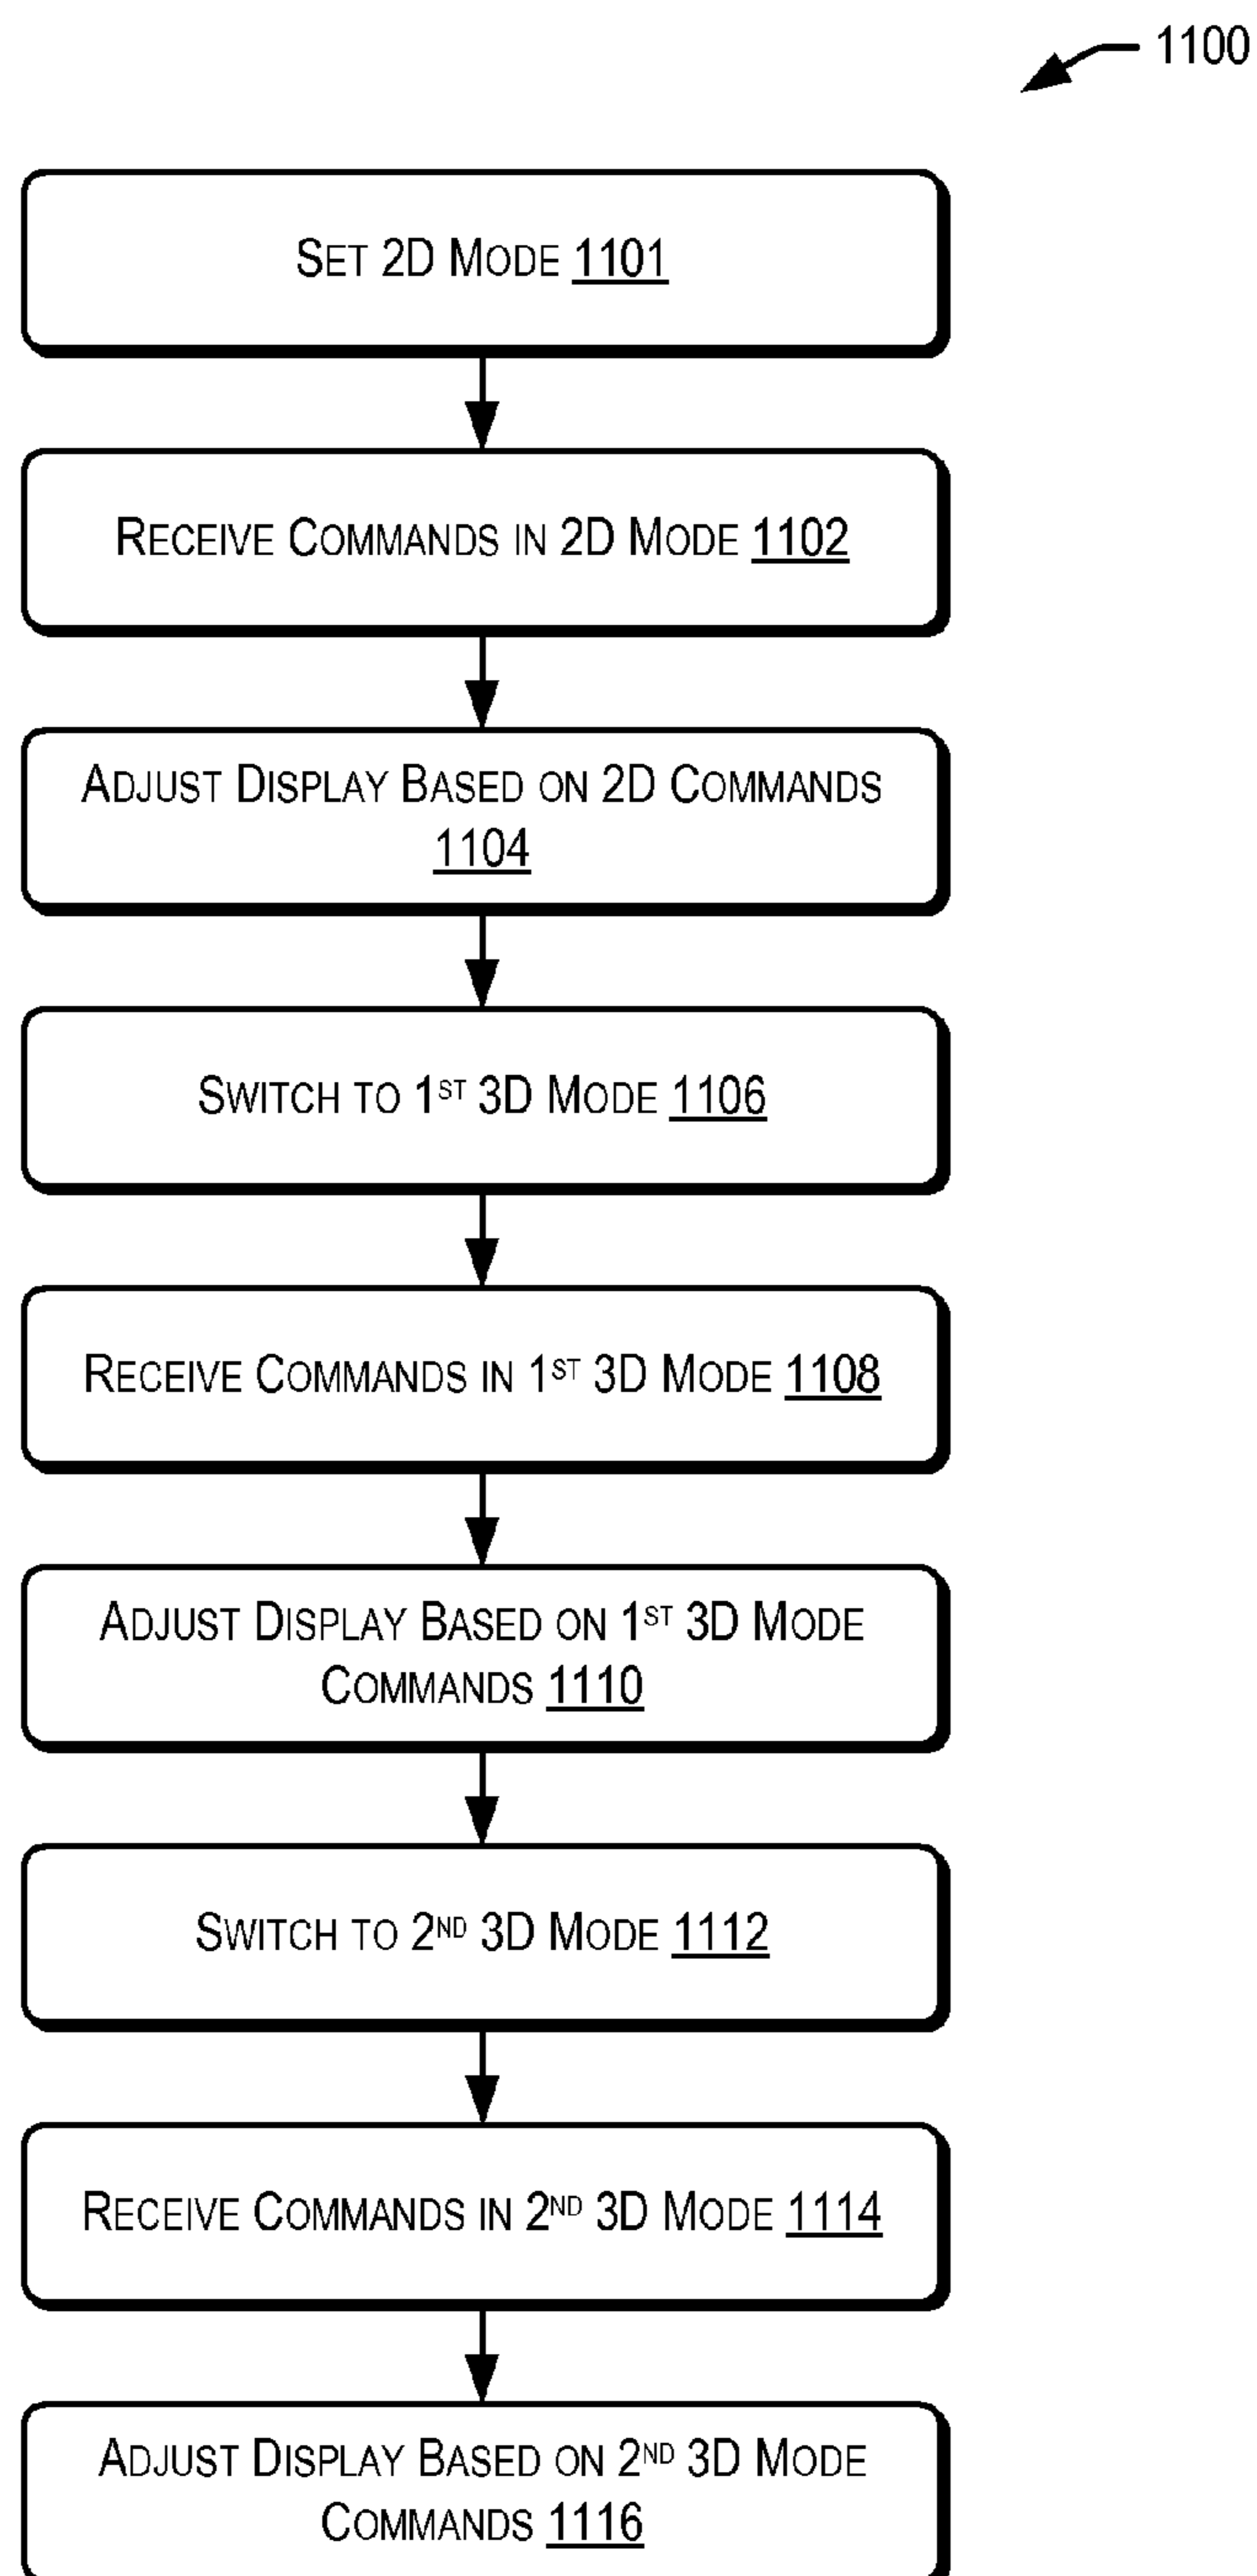 1100
SET 2D MODE 1101
RECEIVE COMMANDS IN 2D MODE 1102
ADJUST DISPLAY BASED ON 2D COMMANDS
1104
SWITCH TO 1ST 3D MODE 1106
RECEIVE COMMANDS IN 1ST 3D MODE 1108
ADJUST DISPLAY BASED ON 1ST 3D MODE
COMMANDS 1110
SWITCH TO 2ND 3D MODE 1112
RECEIVE COMMANDS IN 2ND 3D MODE 1114
ADJUST DISPLAY BASED ON 2ND 3D MODE
COMMANDS 1116